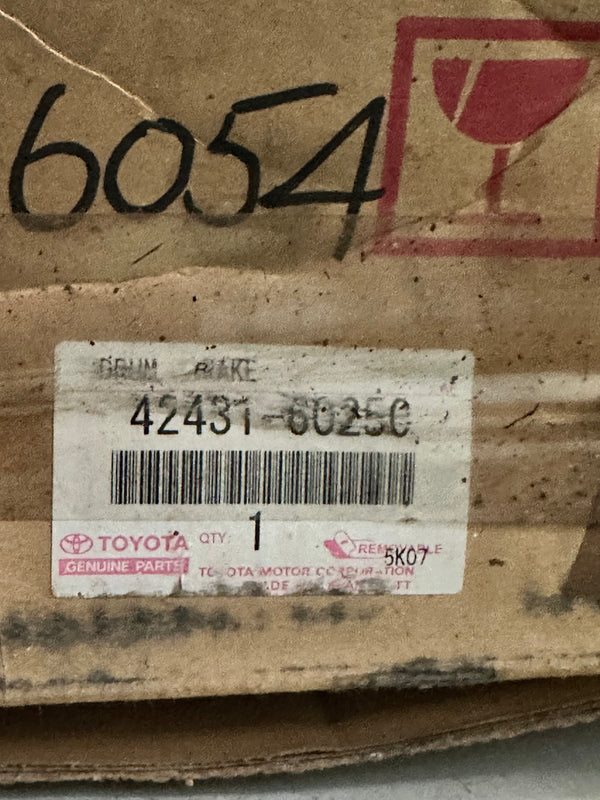 6054
DRUM, BRAKE
42431-60250
QTY: 1
TOYOTA
GENUINE PARTS
REMOVABLE
5K07
TOYOTA MOTOR CORPORATION